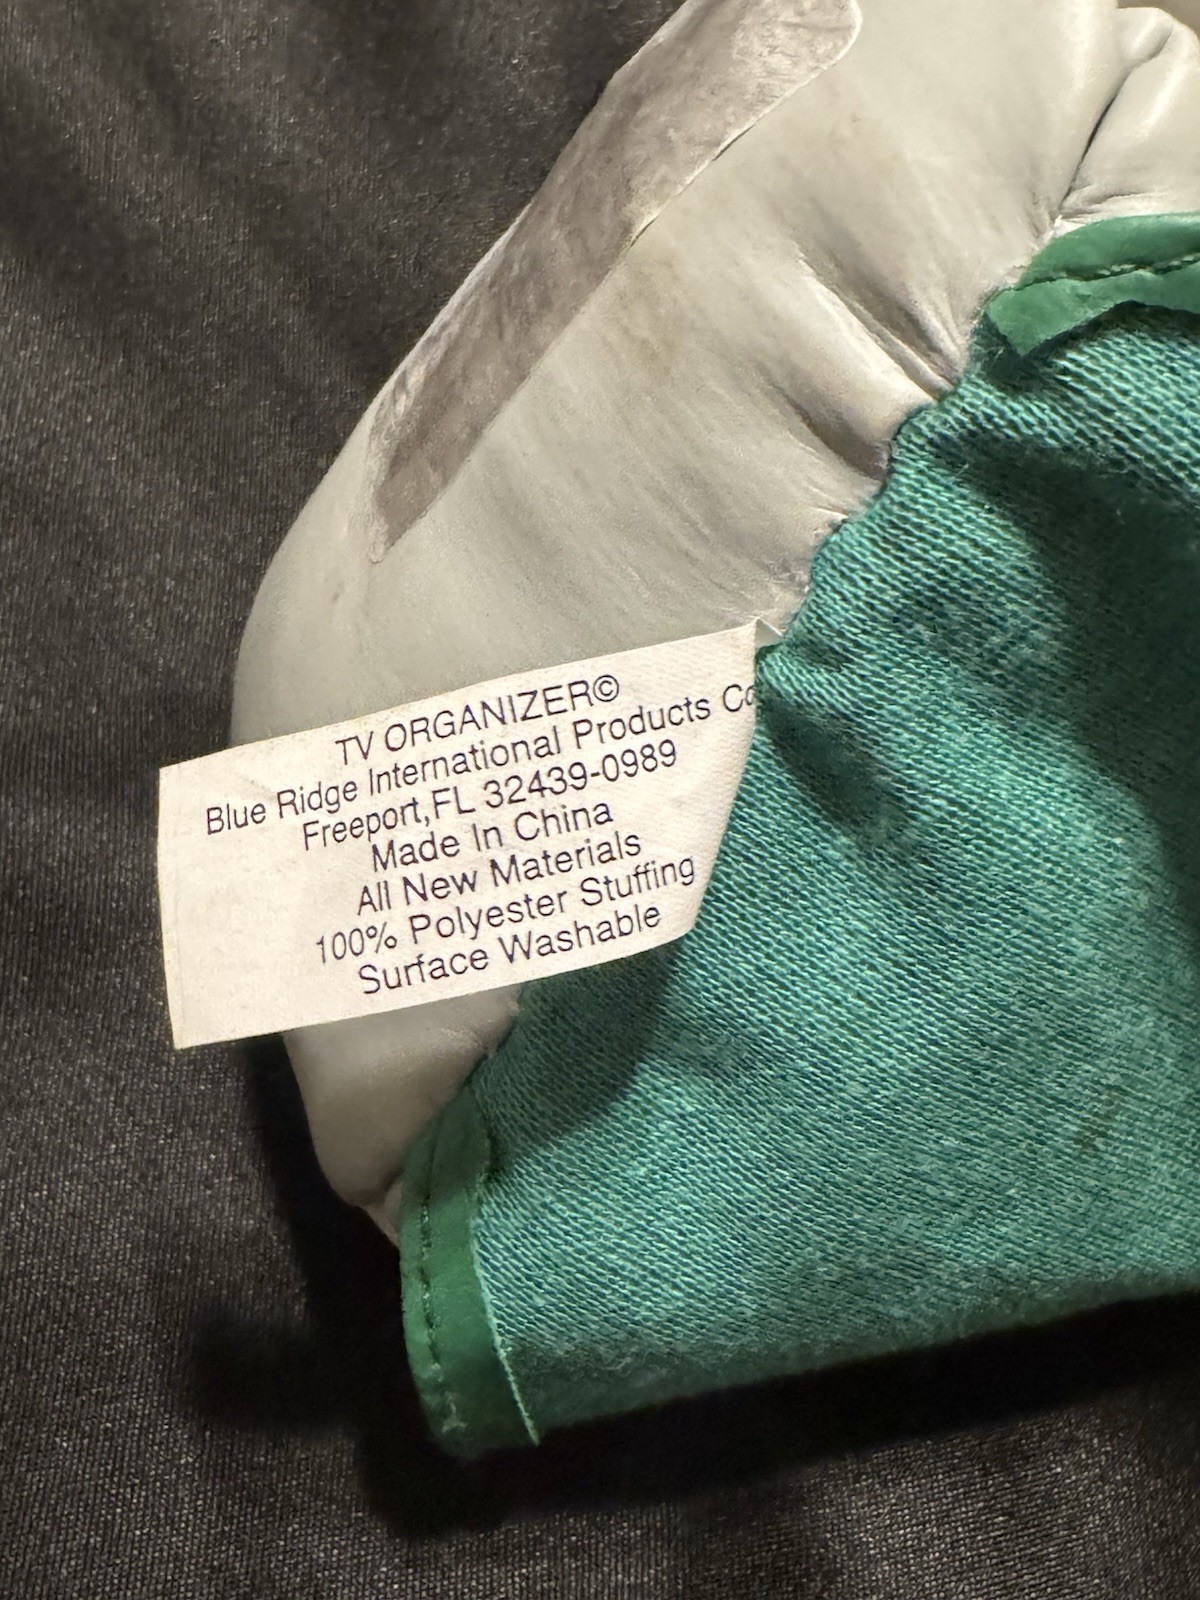 TV ORGANIZER©
Blue Ridge International Products Co
Freeport,FL 32439-0989
Made In China
All New Materials
100% Polyester Stuffing
Surface Washable